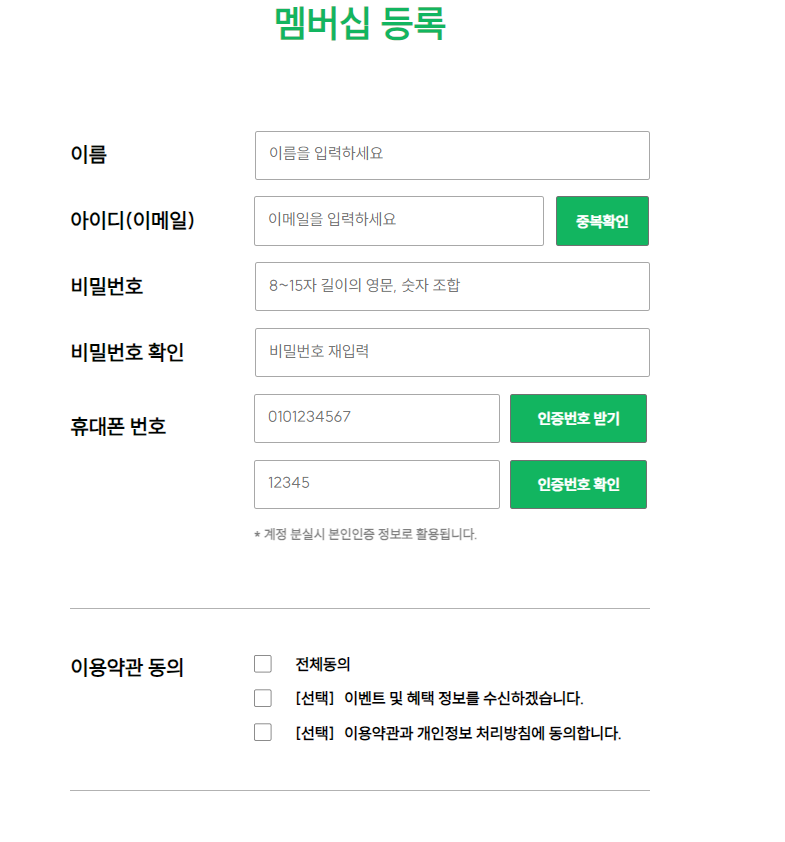 멤버십 등록
이름 이름을 입력하세요
아이디(이메일) 이메일을 입력하세요 중복확인
비밀번호 8~15자 길이의 영문, 숫자 조합
비밀번호 확인 비밀번호 재입력
휴대폰 번호 0101234567 인증번호 받기
12345 인증번호 확인
* 계정 분실시 본인인증 정보로 활용됩니다.
이용약관 동의 전체동의
[선택] 이벤트 및 혜택 정보를 수신하겠습니다.
[선택] 이용약관과 개인정보 처리방침에 동의합니다.